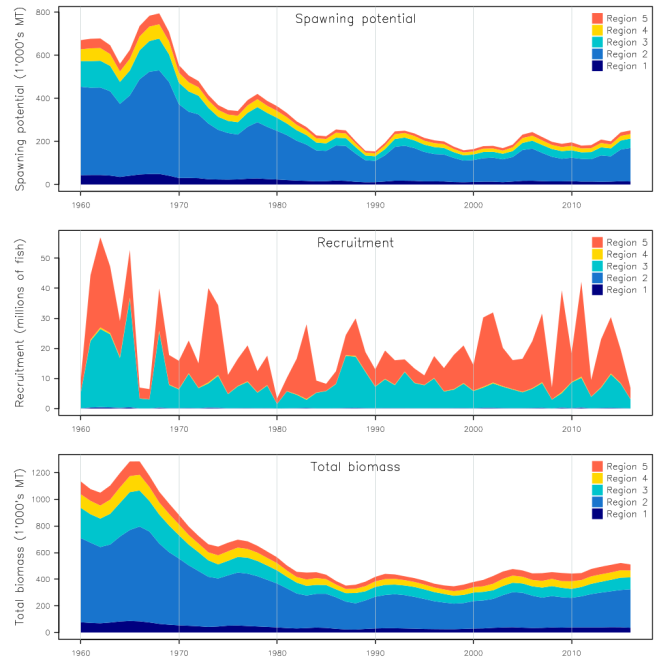 Spawning potential
Spawning potential (1'000's MT)
800
600
400
200
0
Region 5
Region 4
Region 3
Region 2
Region 1
1960
1970
1980
1990
2000
2010
Recruitment
Recruitment (millions of fish)
50
40
30
20
10
0
Region 5
Region 4
Region 3
Region 2
Region 1
1960
1970
1980
1990
2000
2010
Total biomass
Total biomass (1'000's MT)
1200
1000
800
600
400
200
0
Region 5
Region 4
Region 3
Region 2
Region 1
1960
1970
1980
1990
2000
2010